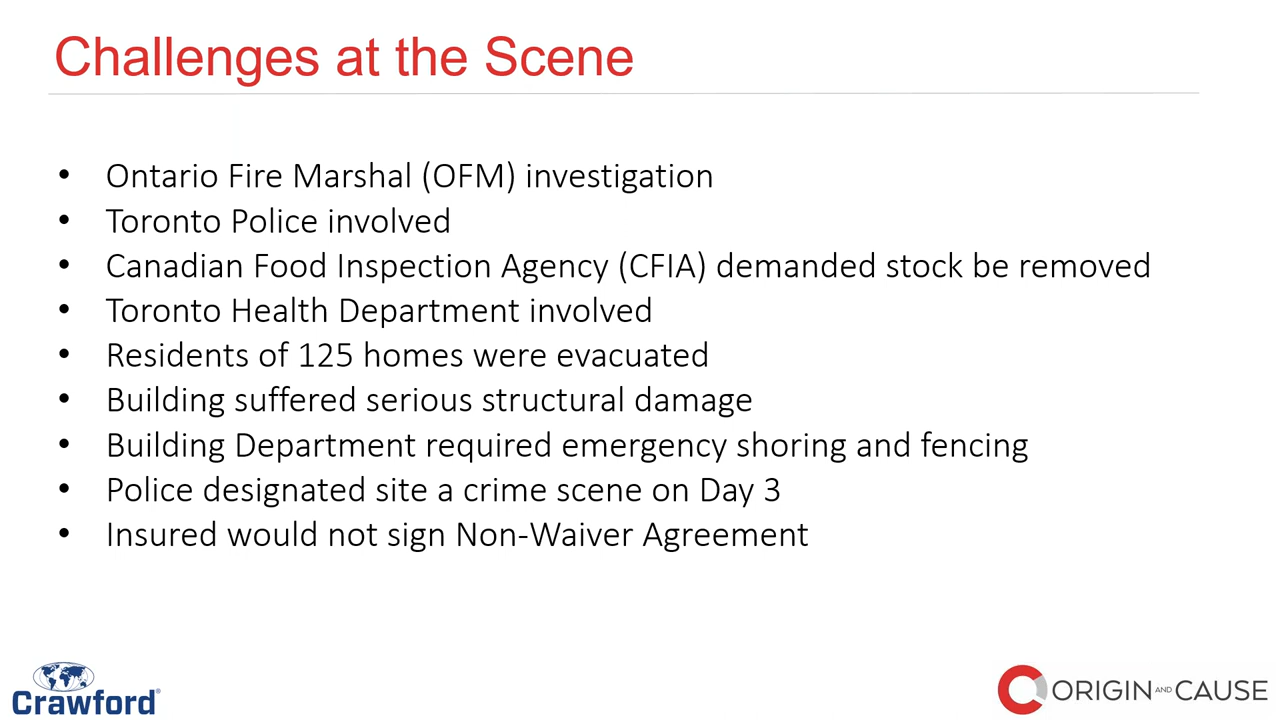 Challenges at the Scene
• Ontario Fire Marshal (OFM) investigation
• Toronto Police involved
• Canadian Food Inspection Agency (CFIA) demanded stock be removed
• Toronto Health Department involved
• Residents of 125 homes were evacuated
• Building suffered serious structural damage
• Building Department required emergency shoring and fencing
• Police designated site a crime scene on Day 3
• Insured would not sign Non-Waiver Agreement
Crawford®
ORIGIN AND CAUSE